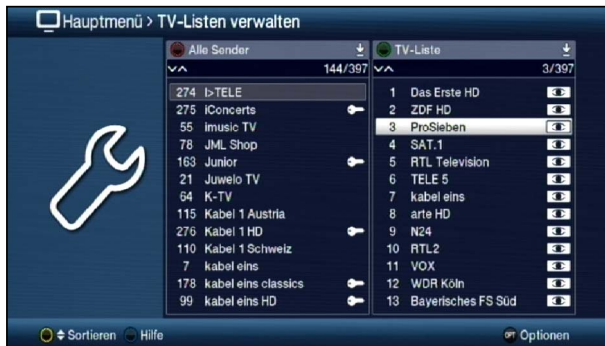 Hauptmenü > TV-Listen verwalten
Alle Sender
144/397
274 I>TELE
275 iConcerts
55 imusic TV
78 JML Shop
163 Junior
21 Juwelo TV
64 K-TV
115 Kabel 1 Austria
276 Kabel 1 HD
110 Kabel 1 Schweiz
7 kabel eins
178 kabel eins classics
99 kabel eins HD
TV-Liste
3/397
1 Das Erste HD
2 ZDF HD
3 ProSieben
4 SAT.1
5 RTL Television
6 TELE 5
7 kabel eins
8 arte HD
9 N24
10 RTL2
11 VOX
12 WDR Köln
13 Bayerisches FS Süd
Sortieren Hilfe
OPT Optionen